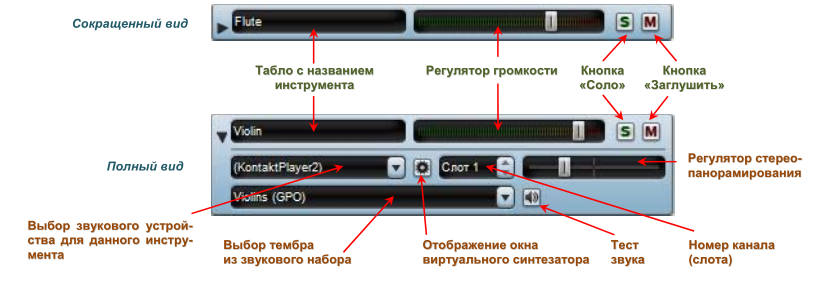 Сокращенный вид
Flute
S M
Табло с названием
инструмента
Регулятор громкости
Кнопка
«Соло»
Кнопка
«Заглушить»
Violin
S M
Полный вид
(KontaktPlayer2)
Слот 1
Регулятор стерео-
панорамирования
Violins (GPO)
Выбор звукового устрой-
ства для данного инстру-
мента
Выбор тембра
из звукового набора
Отображение окна
виртуального синтезатора
Тест
звука
Номер канала
(слота)